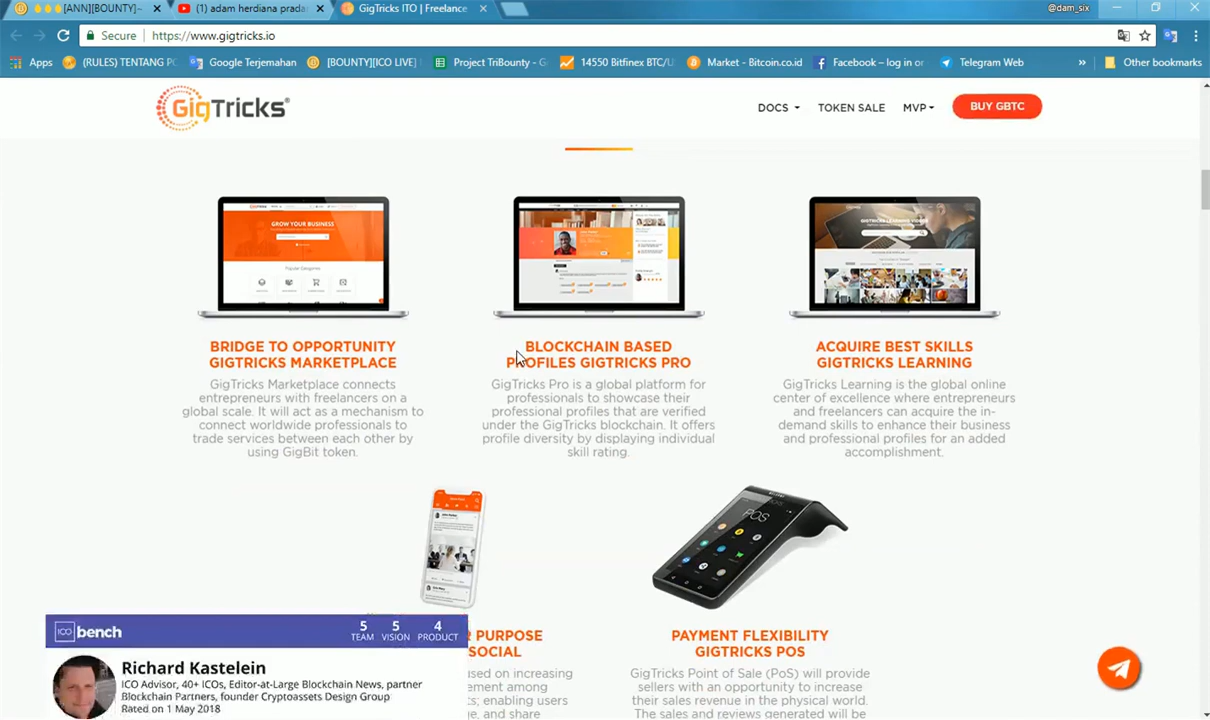 [ANN][BOUNTY]~
(1) adam herdiana prada
GigTricks ITO | Freelance
@dam_six
Secure
https://www.gigtricks.io
Apps
(RULES) TENTANG PO
Google Terjemahan
[BOUNTY][ICO LIVE]
Project TriBounty - G
14550 Bitfinex BTC/U
Market - Bitcoin.co.id
Facebook – log in or
Telegram Web
»
Other bookmarks
GigTricks®
DOCS
TOKEN SALE
MVP
BUY GBTC
GROW YOUR BUSINESS
BRIDGE TO OPPORTUNITY
GIGTRICKS MARKETPLACE
GigTricks Marketplace connects
entrepreneurs with freelancers on a
global scale. It will act as a mechanism to
connect worldwide professionals to
trade services between each other by
using GigBit token.
BLOCKCHAIN BASED
PROFILES GIGTRICKS PRO
GigTricks Pro is a global platform for
professionals to showcase their
professional profiles that are verified
under the GigTricks blockchain. It offers
profile diversity by displaying individual
skill rating.
GIGTRICKS LEARNING VIDEOS
ACQUIRE BEST SKILLS
GIGTRICKS LEARNING
GigTricks Learning is the global online
center of excellence where entrepreneurs
and freelancers can acquire the in-
demand skills to enhance their business
and professional profiles for an added
accomplishment.
POS
PURPOSE
SOCIAL
used on increasing
ement among
s; enabling users
ge, and share
PAYMENT FLEXIBILITY
GIGTRICKS POS
GigTricks Point of Sale (PoS) will provide
sellers with an opportunity to increase
their sales revenue in the physical world.
The sales and reviews generated will be
ICO bench
5 5 4
TEAM VISION PRODUCT
Richard Kastelein
ICO Advisor, 40+ ICOs, Editor-at-Large Blockchain News, partner
Blockchain Partners, founder Cryptoassets Design Group
Rated on 1 May 2018